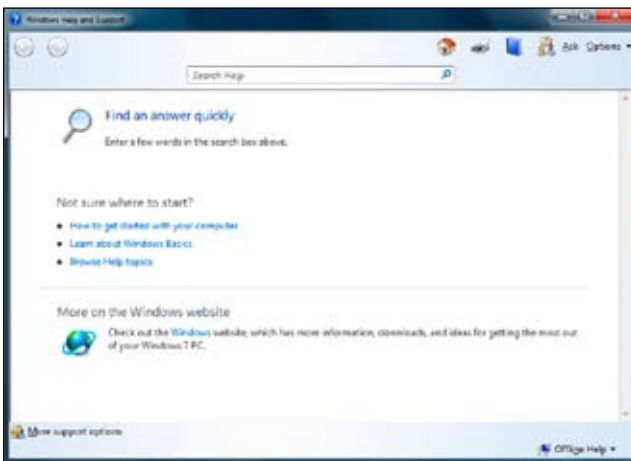 Windows Help and Support
Ask Options
Search Help
Find an answer quickly
Enter a few words in the search box above.
Not sure where to start?
How to get started with your computer
Learn about Windows Basics
Browse Help topics
More on the Windows website
Check out the Windows website, which has more information, downloads, and ideas for getting the most out
of your Windows 7 PC.
More support options
Offline Help